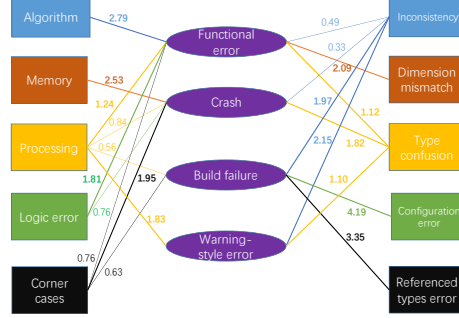 Algorithm
2.79
Functional
error
0.49
Inconsistency
0.33
2.09
Memory
2.53
Dimension
mismatch
1.24
Crash
1.97
1.12
0.84
Processing
0.56
2.15
1.82
Type
confusion
1.81
1.95
Build failure
1.10
Logic error
0.76
1.83
4.19
Configuration
error
Warning-
style error
3.35
0.76
0.63
Corner
cases
Referenced
types error